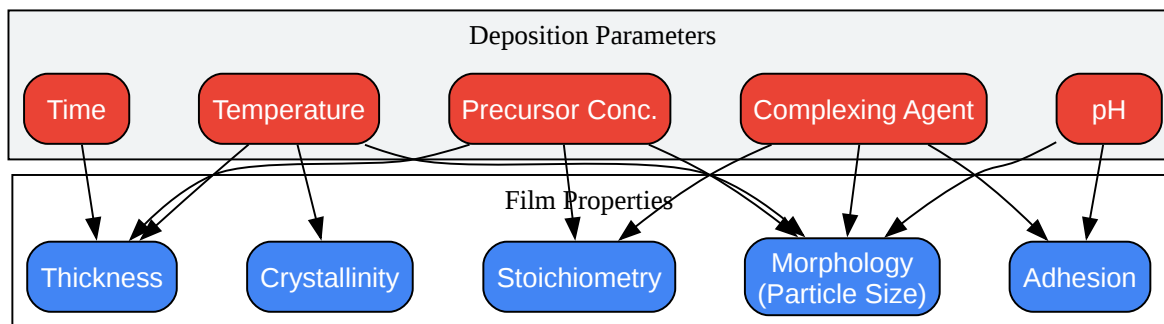 Deposition Parameters
Time
Temperature
Precursor Conc.
Complexing Agent
pH
Film Properties
Thickness
Crystallinity
Stoichiometry
Morphology
(Particle Size)
Adhesion